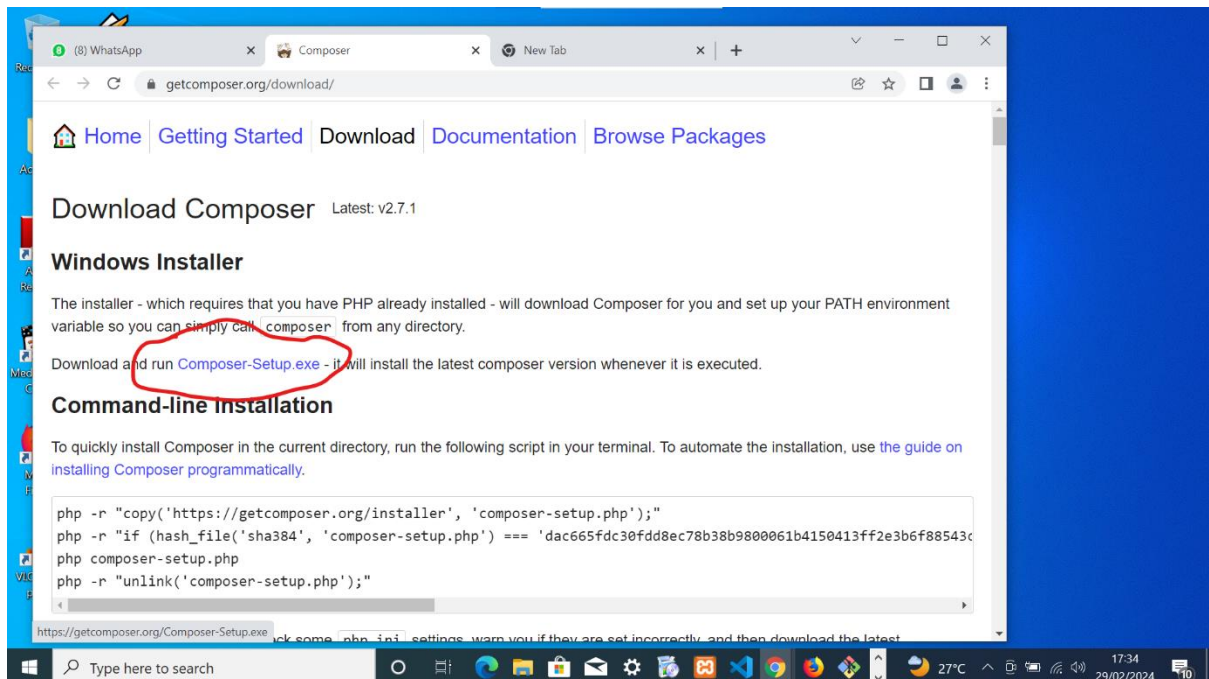 (8) WhatsApp
Composer
New Tab
getcomposer.org/download/
Home Getting Started Download Documentation Browse Packages
Download Composer Latest: v2.7.1
Windows Installer
The installer - which requires that you have PHP already installed - will download Composer for you and set up your PATH environment
variable so you can simply call composer from any directory.
Download and run Composer-Setup.exe - it will install the latest composer version whenever it is executed.
Command-line installation
To quickly install Composer in the current directory, run the following script in your terminal. To automate the installation, use the guide on
installing Composer programmatically.
php -r "copy('https://getcomposer.org/installer', 'composer-setup.php');"
php -r "if (hash_file('sha384', 'composer-setup.php') === 'dac665fdc30fdd8ec78b38b9800061b4150413ff2e3b6f88543c
php composer-setup.php
php -r "unlink('composer-setup.php');"
https://getcomposer.org/Composer-Setup.exe
some php.ini settings, warn you if they are set incorrectly, and then download the latest
Type here to search
27°C
17:34
29/02/2024